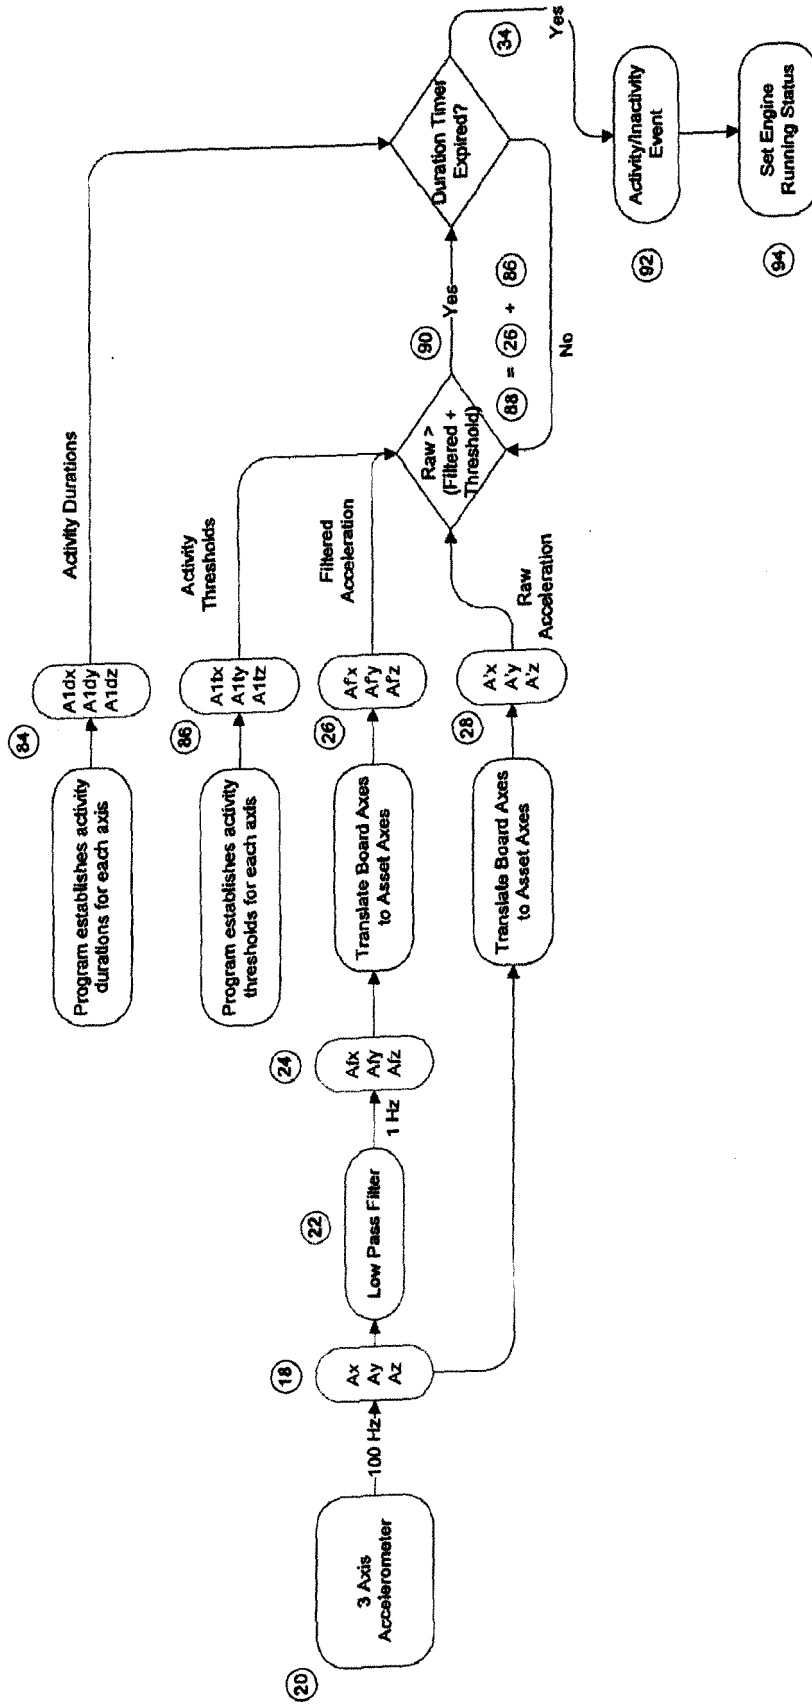 20
3 Axis
Accelerometer
100 Hz
18
Ax
Ay
Az
22
Low Pass Filter
1 Hz
24
Afx
Afy
Afz
Program establishes activity
durations for each axis
84
A1dx
A1dy
A1dz
Activity Durations
Program establishes activity
thresholds for each axis
86
A1tx
A1ty
A1tz
Activity
Thresholds
Translate Board Axes
to Asset Axes
26
Af'x
Af'y
Af'z
Filtered
Acceleration
Translate Board Axes
to Asset Axes
28
A'x
A'y
A'z
Raw
Acceleration
Raw >
(Filtered +
Threshold)
90
Yes
88 = 26 + 86
No
Duration Timer
Expired?
34
Yes
92
Activity/Inactivity
Event
94
Set Engine
Running Status